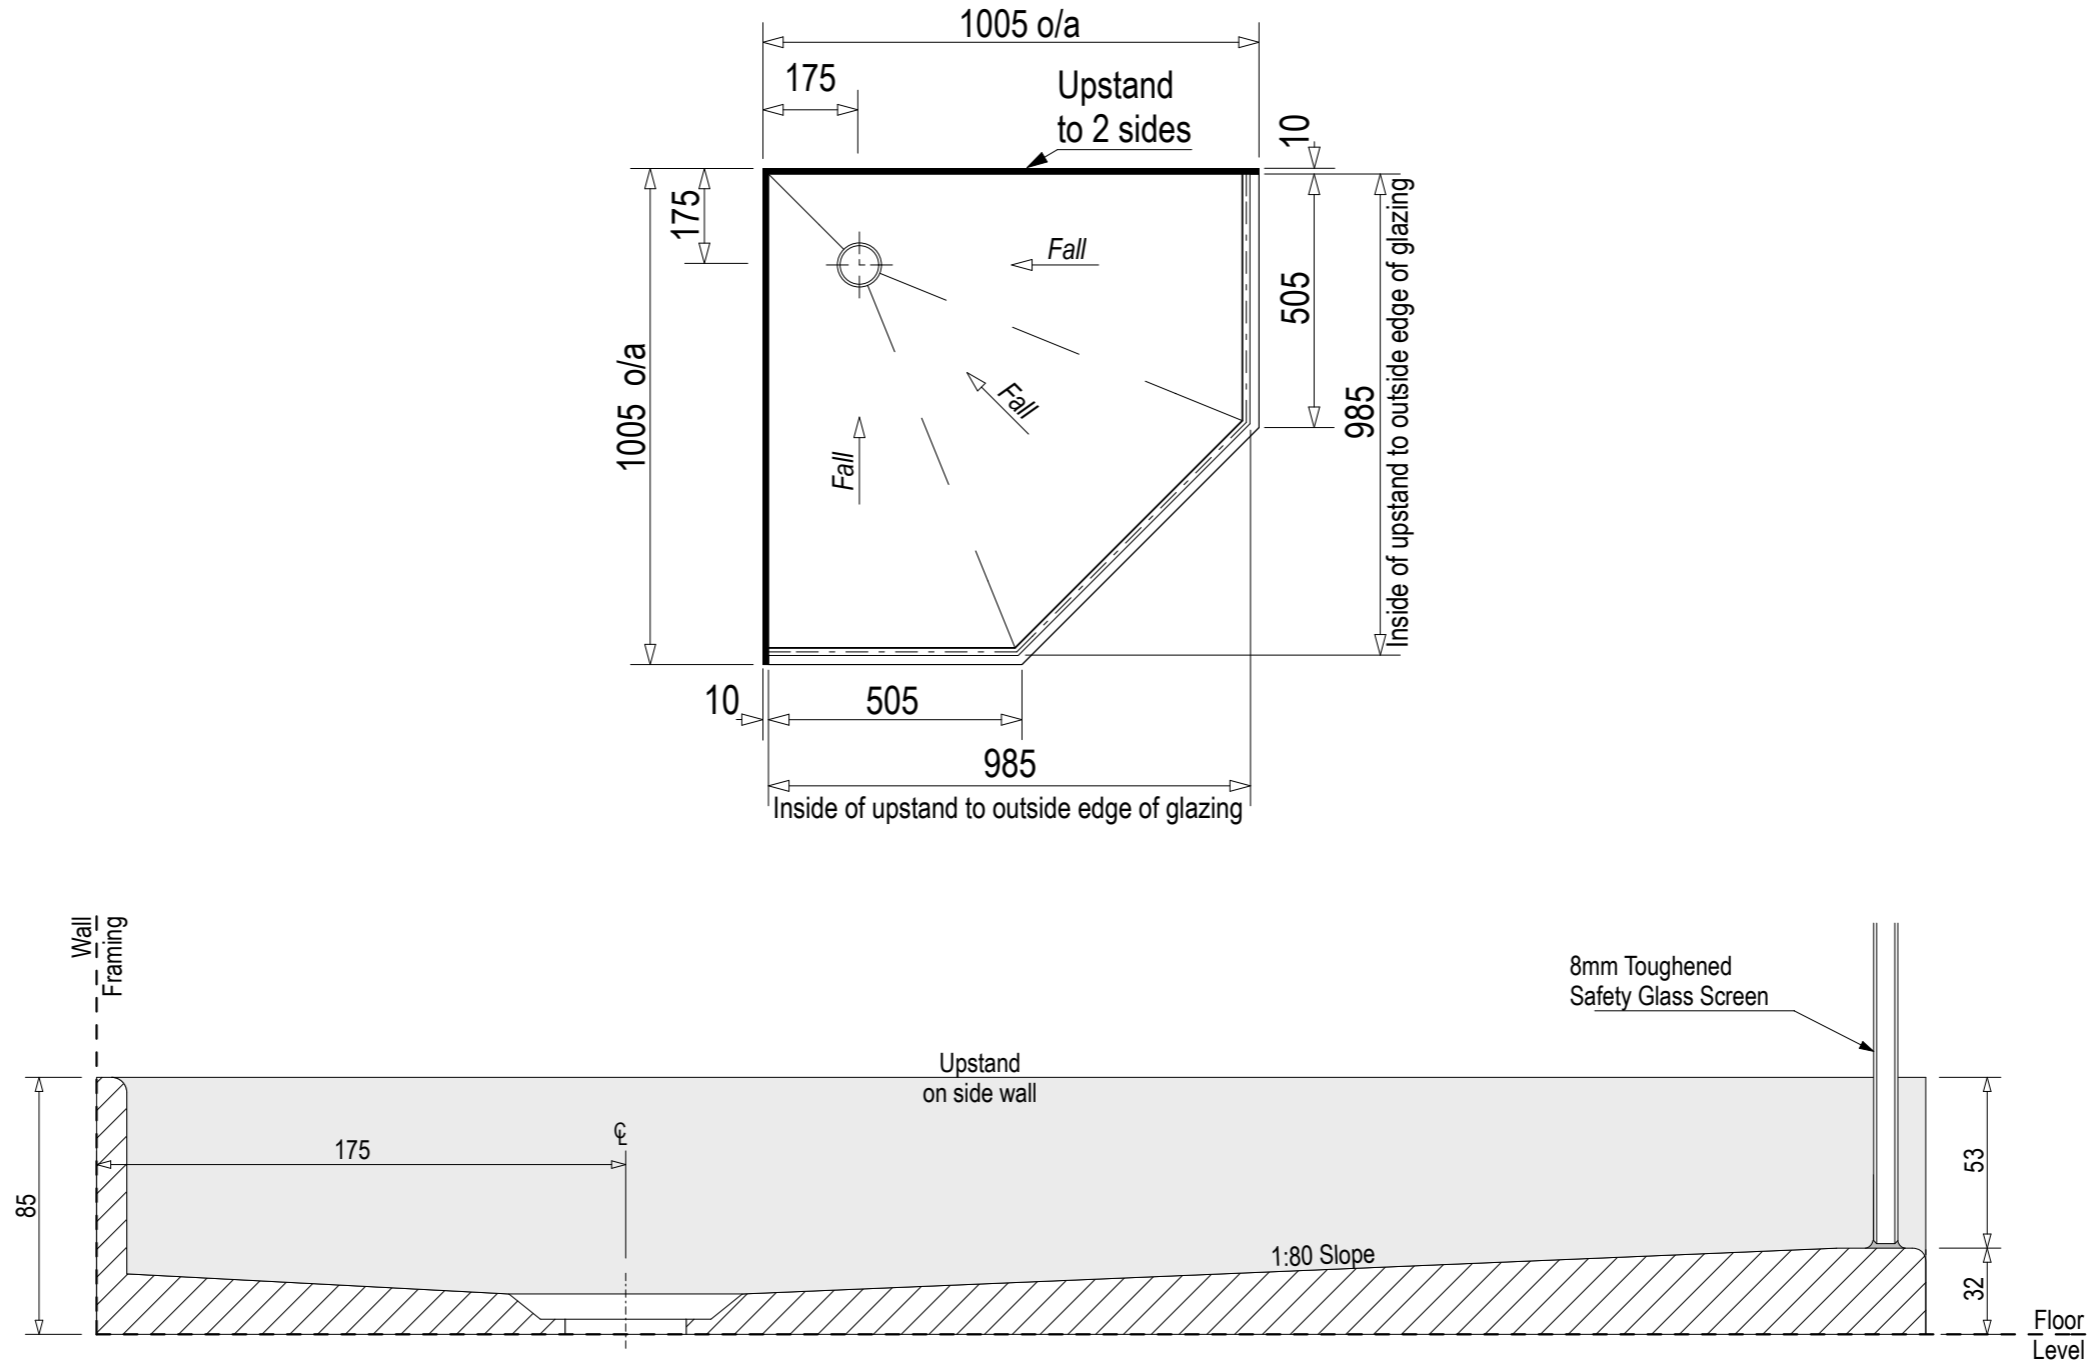 1005 o/a
175
Upstand
to 2 sides
10
175
Fall
505
Inside of upstand to outside edge of glazing
985
1005 o/a
Fall
Fall
10
505
985
Inside of upstand to outside edge of glazing
Wall
Framing
8mm Toughened
Safety Glass Screen
Upstand
on side wall
℄
175
53
85
1:80 Slope
32
Floor
Level